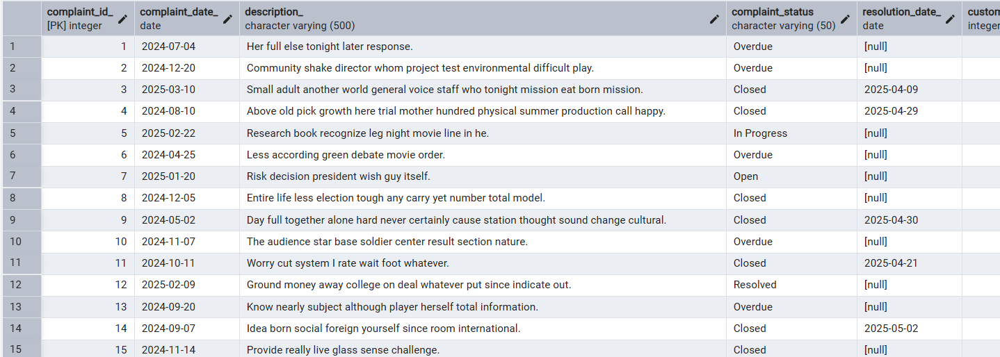 complaint_id_ complaint_date_ description_ complaint_status resolution_date_ custom
[PK] integer date character varying (500) character varying (50) date integer
1 1 2024-07-04 Her full else tonight later response. Overdue [null]
2 2 2024-12-20 Community shake director whom project test environmental difficult play. Overdue [null]
3 3 2025-03-10 Small adult another world general voice staff who tonight mission eat born mission. Closed 2025-04-09
4 4 2024-08-10 Above old pick growth here trial mother hundred physical summer production call happy. Closed 2025-04-29
5 5 2025-02-22 Research book recognize leg night movie line in he. In Progress [null]
6 6 2024-04-25 Less according green debate movie order. Overdue [null]
7 7 2025-01-20 Risk decision president wish guy itself. Open [null]
8 8 2024-12-05 Entire life less election tough any carry yet number total model. Closed [null]
9 9 2024-05-02 Day full together alone hard never certainly cause station thought sound change cultural. Closed 2025-04-30
10 10 2024-11-07 The audience star base soldier center result section nature. Overdue [null]
11 11 2024-10-11 Worry cut system I rate wait foot whatever. Closed 2025-04-21
12 12 2025-02-09 Ground money away college on deal whatever put since indicate out. Resolved [null]
13 13 2024-09-20 Know nearly subject although player herself total information. Overdue [null]
14 14 2024-09-07 Idea born social foreign yourself since room international. Closed 2025-05-02
15 15 2024-11-14 Provide really live glass sense challenge. Closed [null]